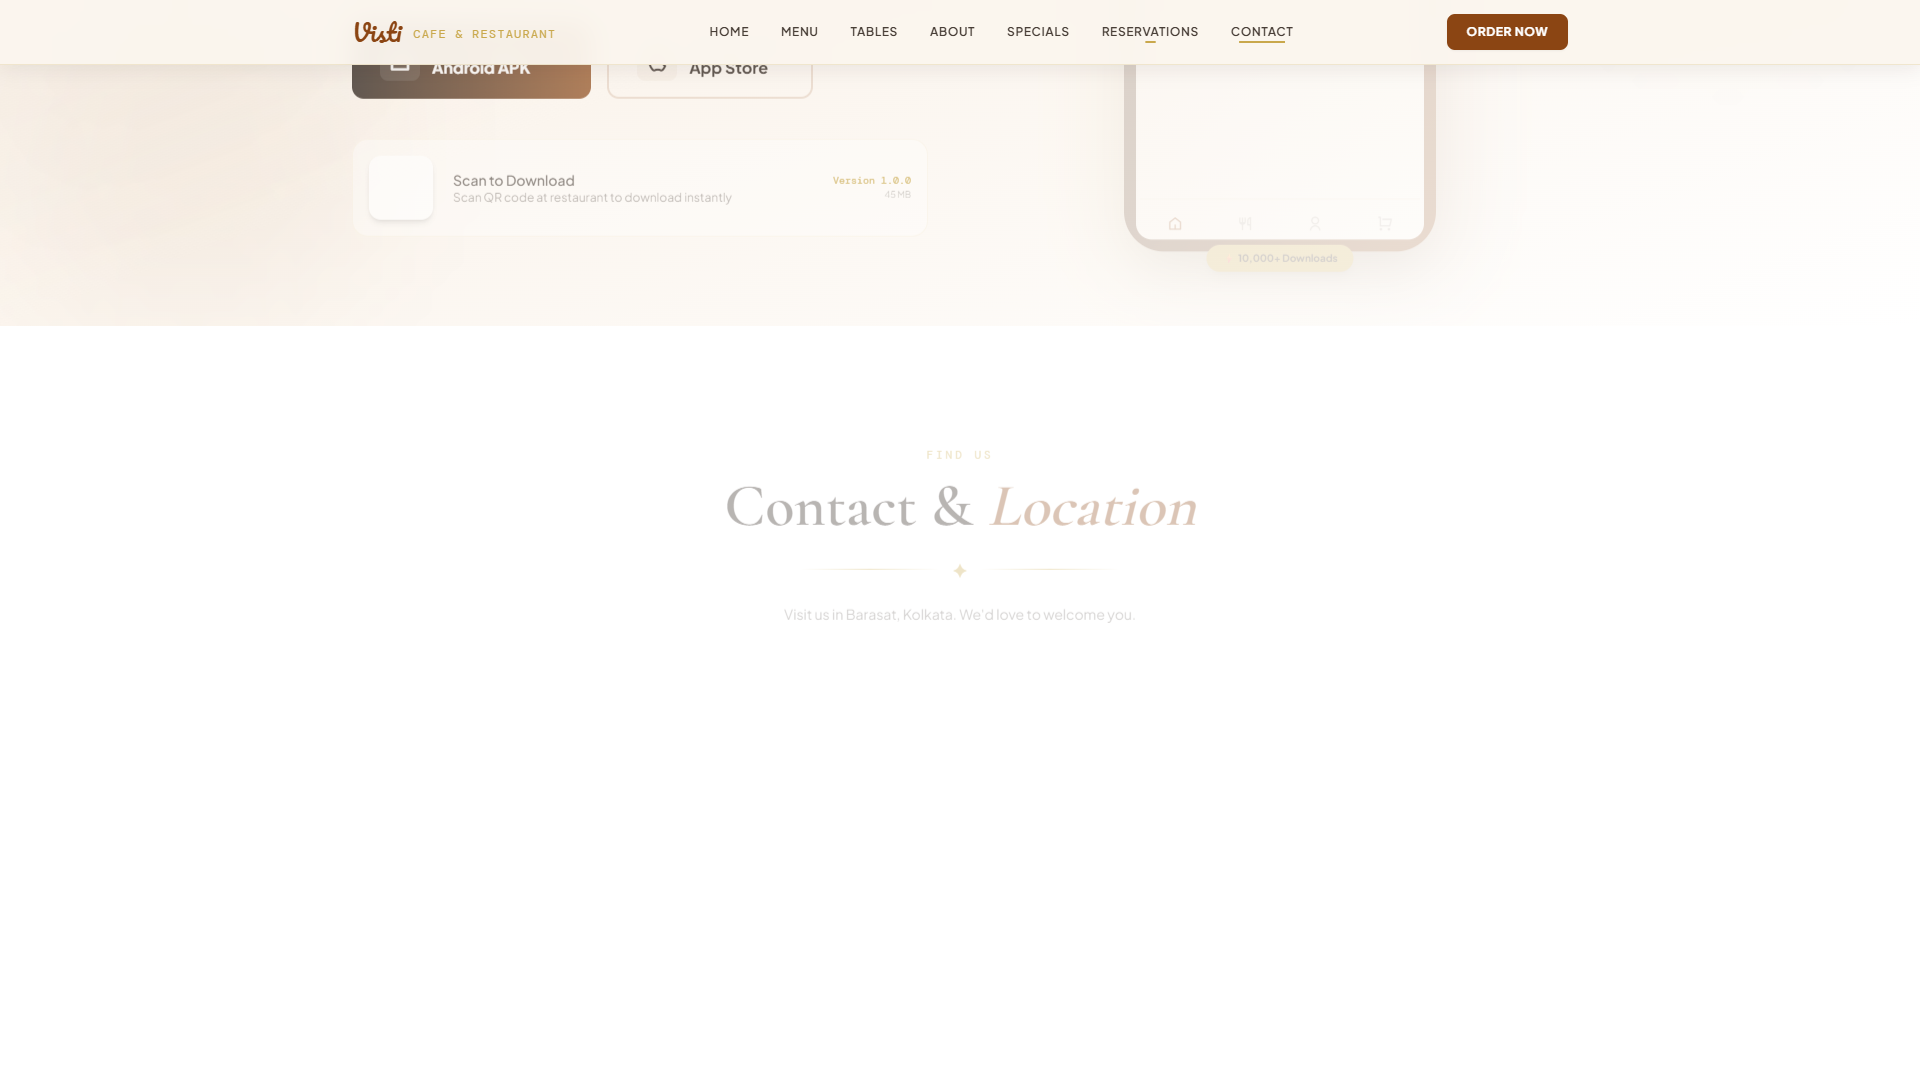 Visti CAFE & RESTAURANT
HOME MENU TABLES ABOUT SPECIALS RESERVATIONS CONTACT
ORDER NOW
Android APK
App Store
Scan to Download
Scan QR code at restaurant to download instantly
Version 1.0.0
45 MB
10,000+ Downloads
FIND US
Contact & Location
Visit us in Barasat, Kolkata. We'd love to welcome you.